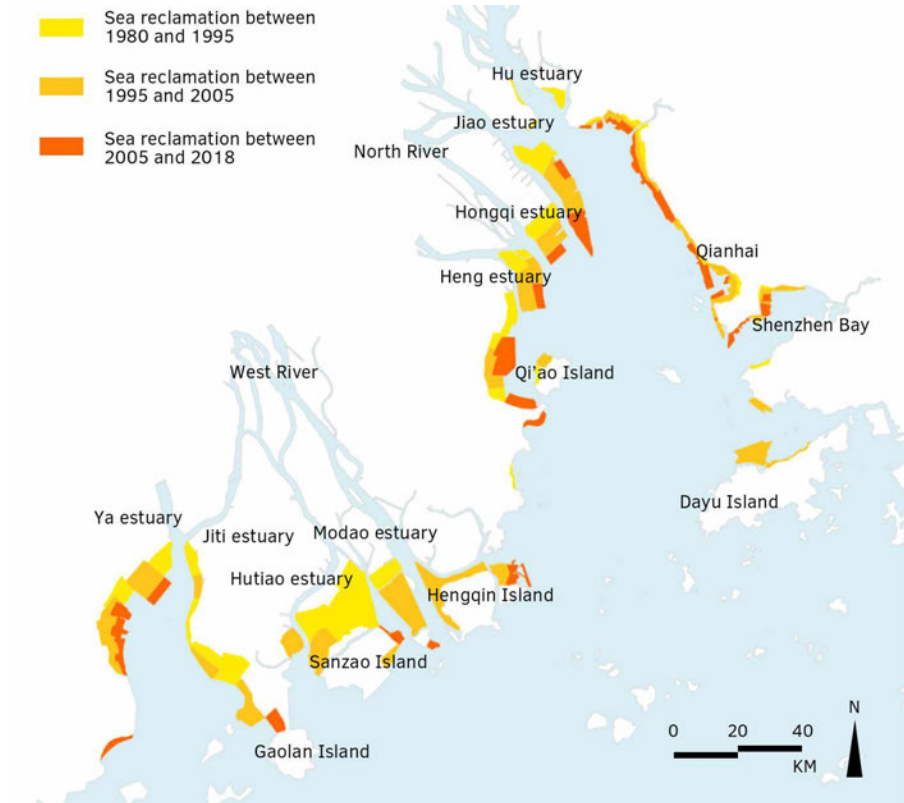 Sea reclamation between
1980 and 1995
Sea reclamation between
1995 and 2005
Sea reclamation between
2005 and 2018
Hu estuary
Jiao estuary
North River
Hongqi estuary
Qianhai
Heng estuary
Shenzhen Bay
West River
Qi'ao Island
Dayu Island
Ya estuary
Jiti estuary
Modao estuary
Hutiao estuary
Hengqin Island
Sanzao Island
Gaolan Island
N
0 20 40
KM